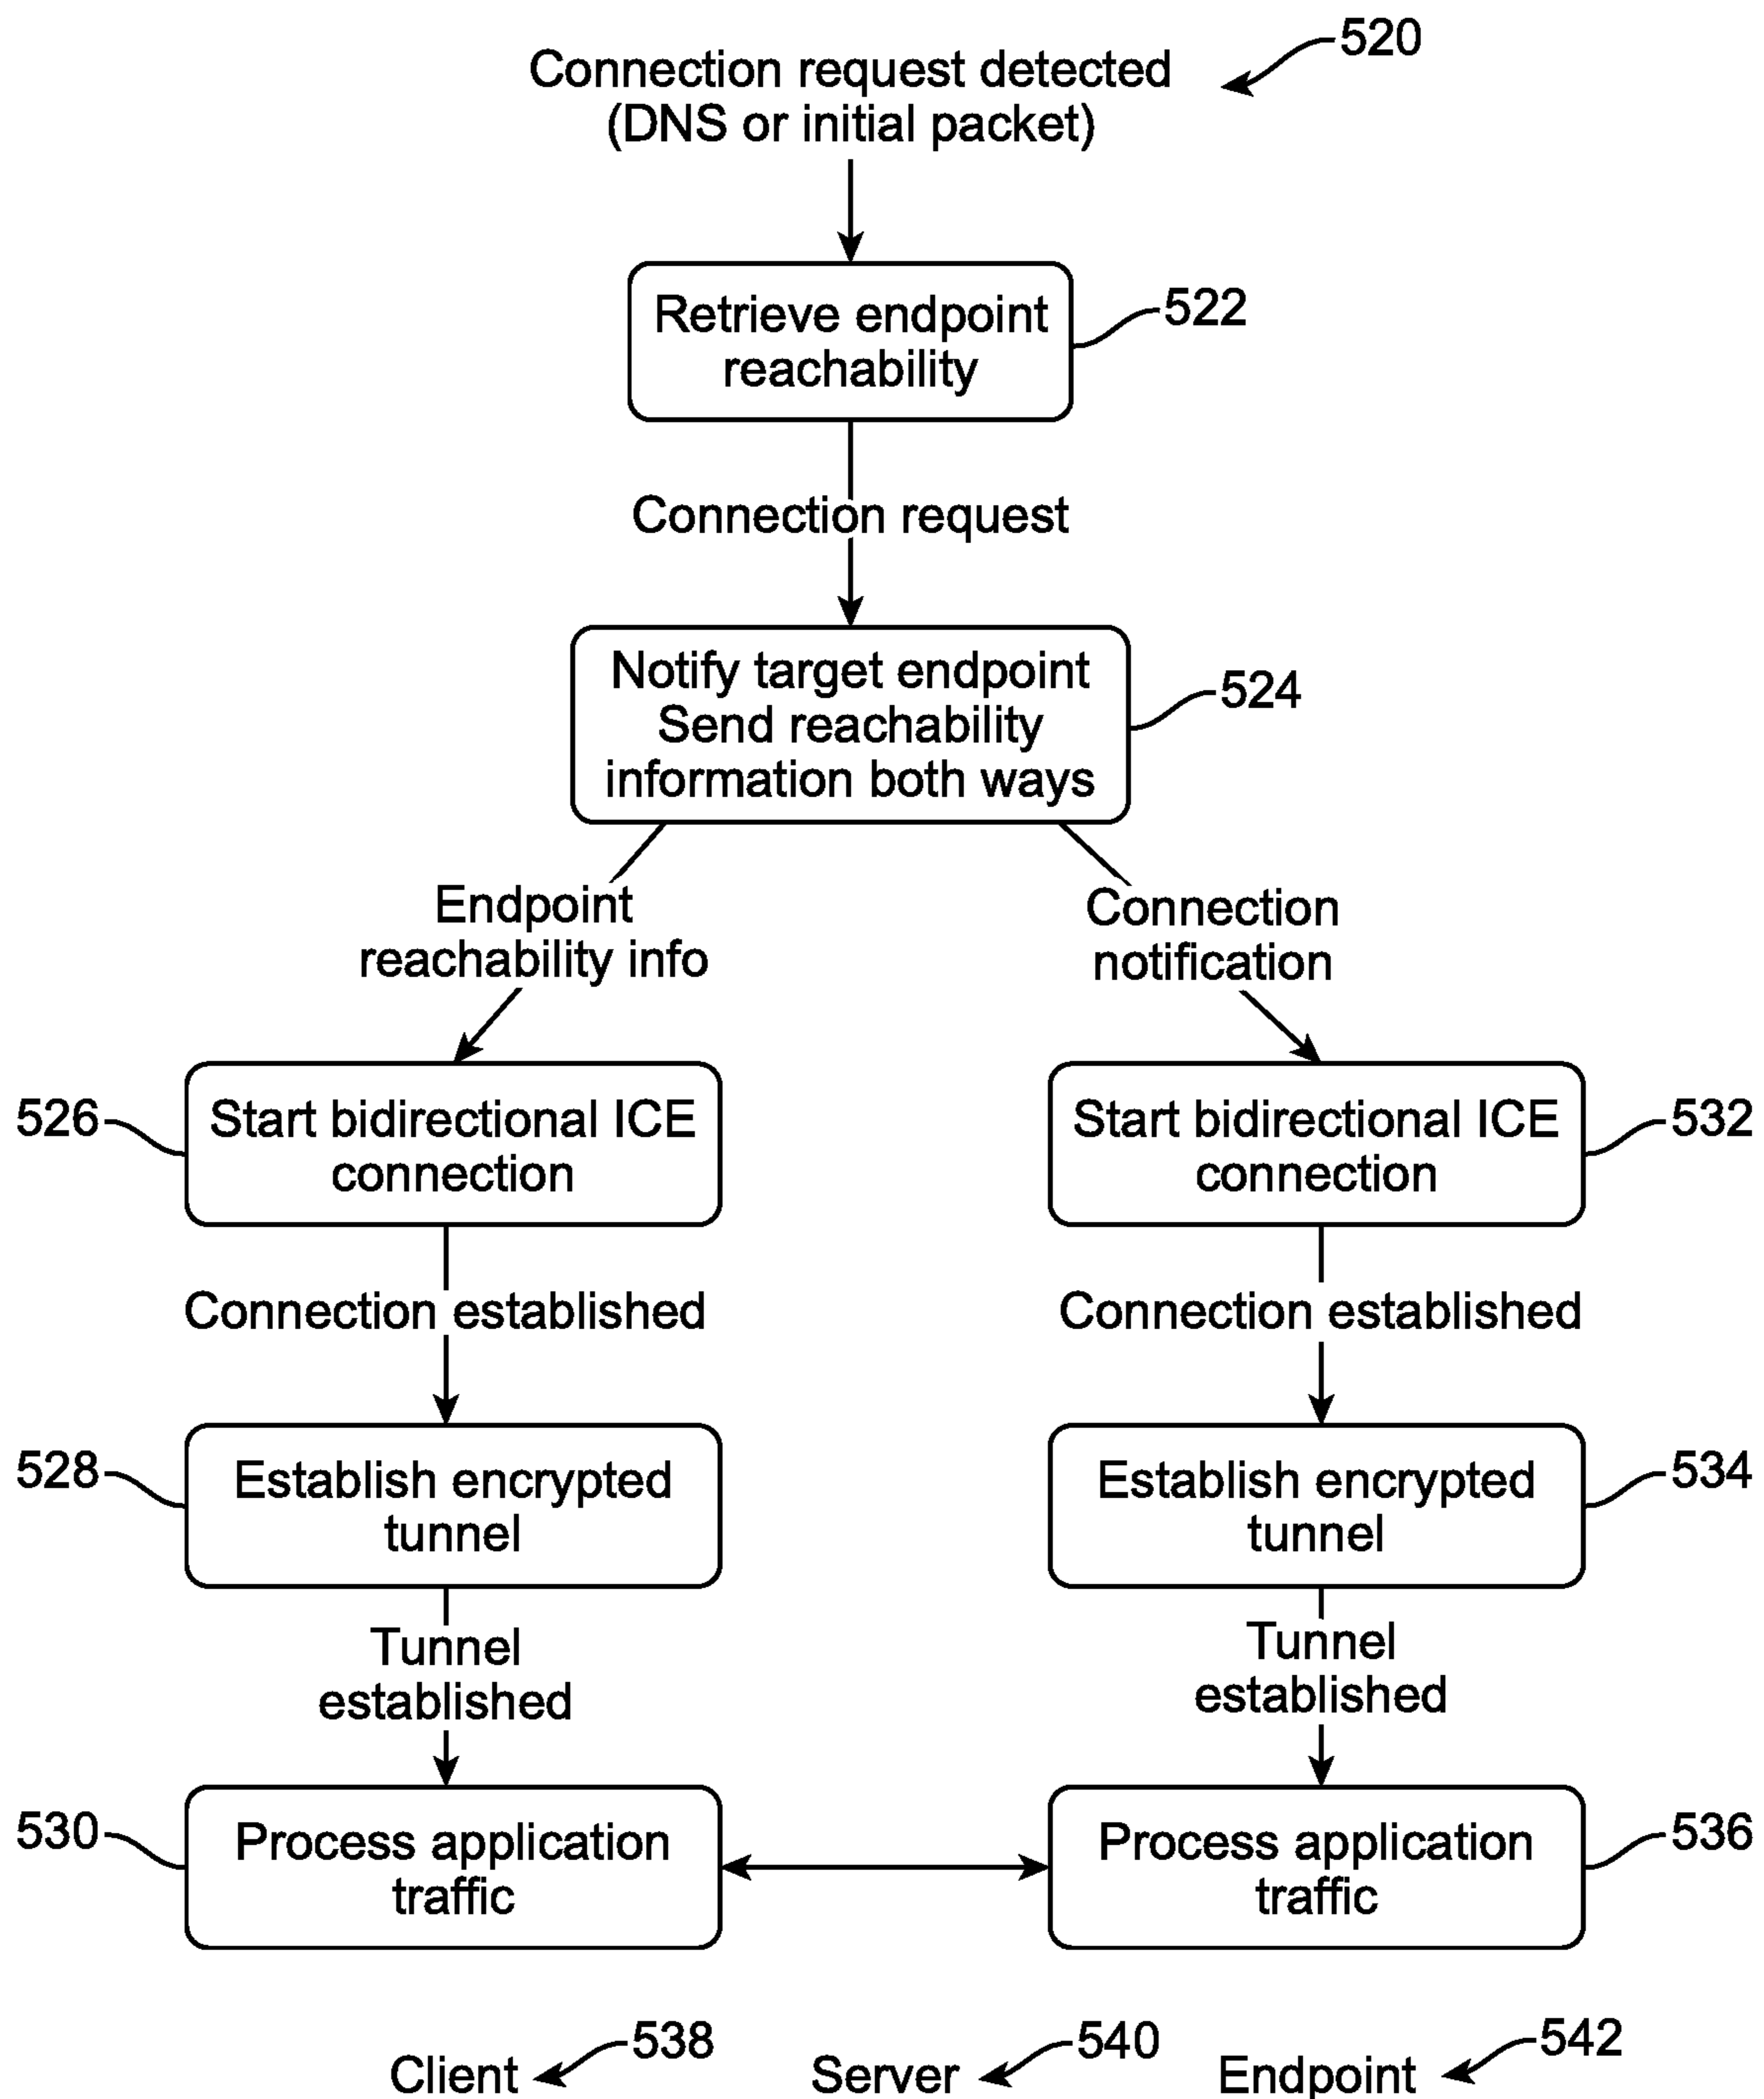 520
Connection request detected
(DNS or initial packet)
Retrieve endpoint
reachability
522
Connection request
Notify target endpoint
Send reachability
information both ways
524
Endpoint
reachability info
Connection
notification
526
Start bidirectional ICE
connection
Start bidirectional ICE
connection
532
Connection established
Connection established
528
Establish encrypted
tunnel
Establish encrypted
tunnel
534
Tunnel
established
Tunnel
established
530
Process application
traffic
Process application
traffic
536
Client
538
Server
540
Endpoint
542